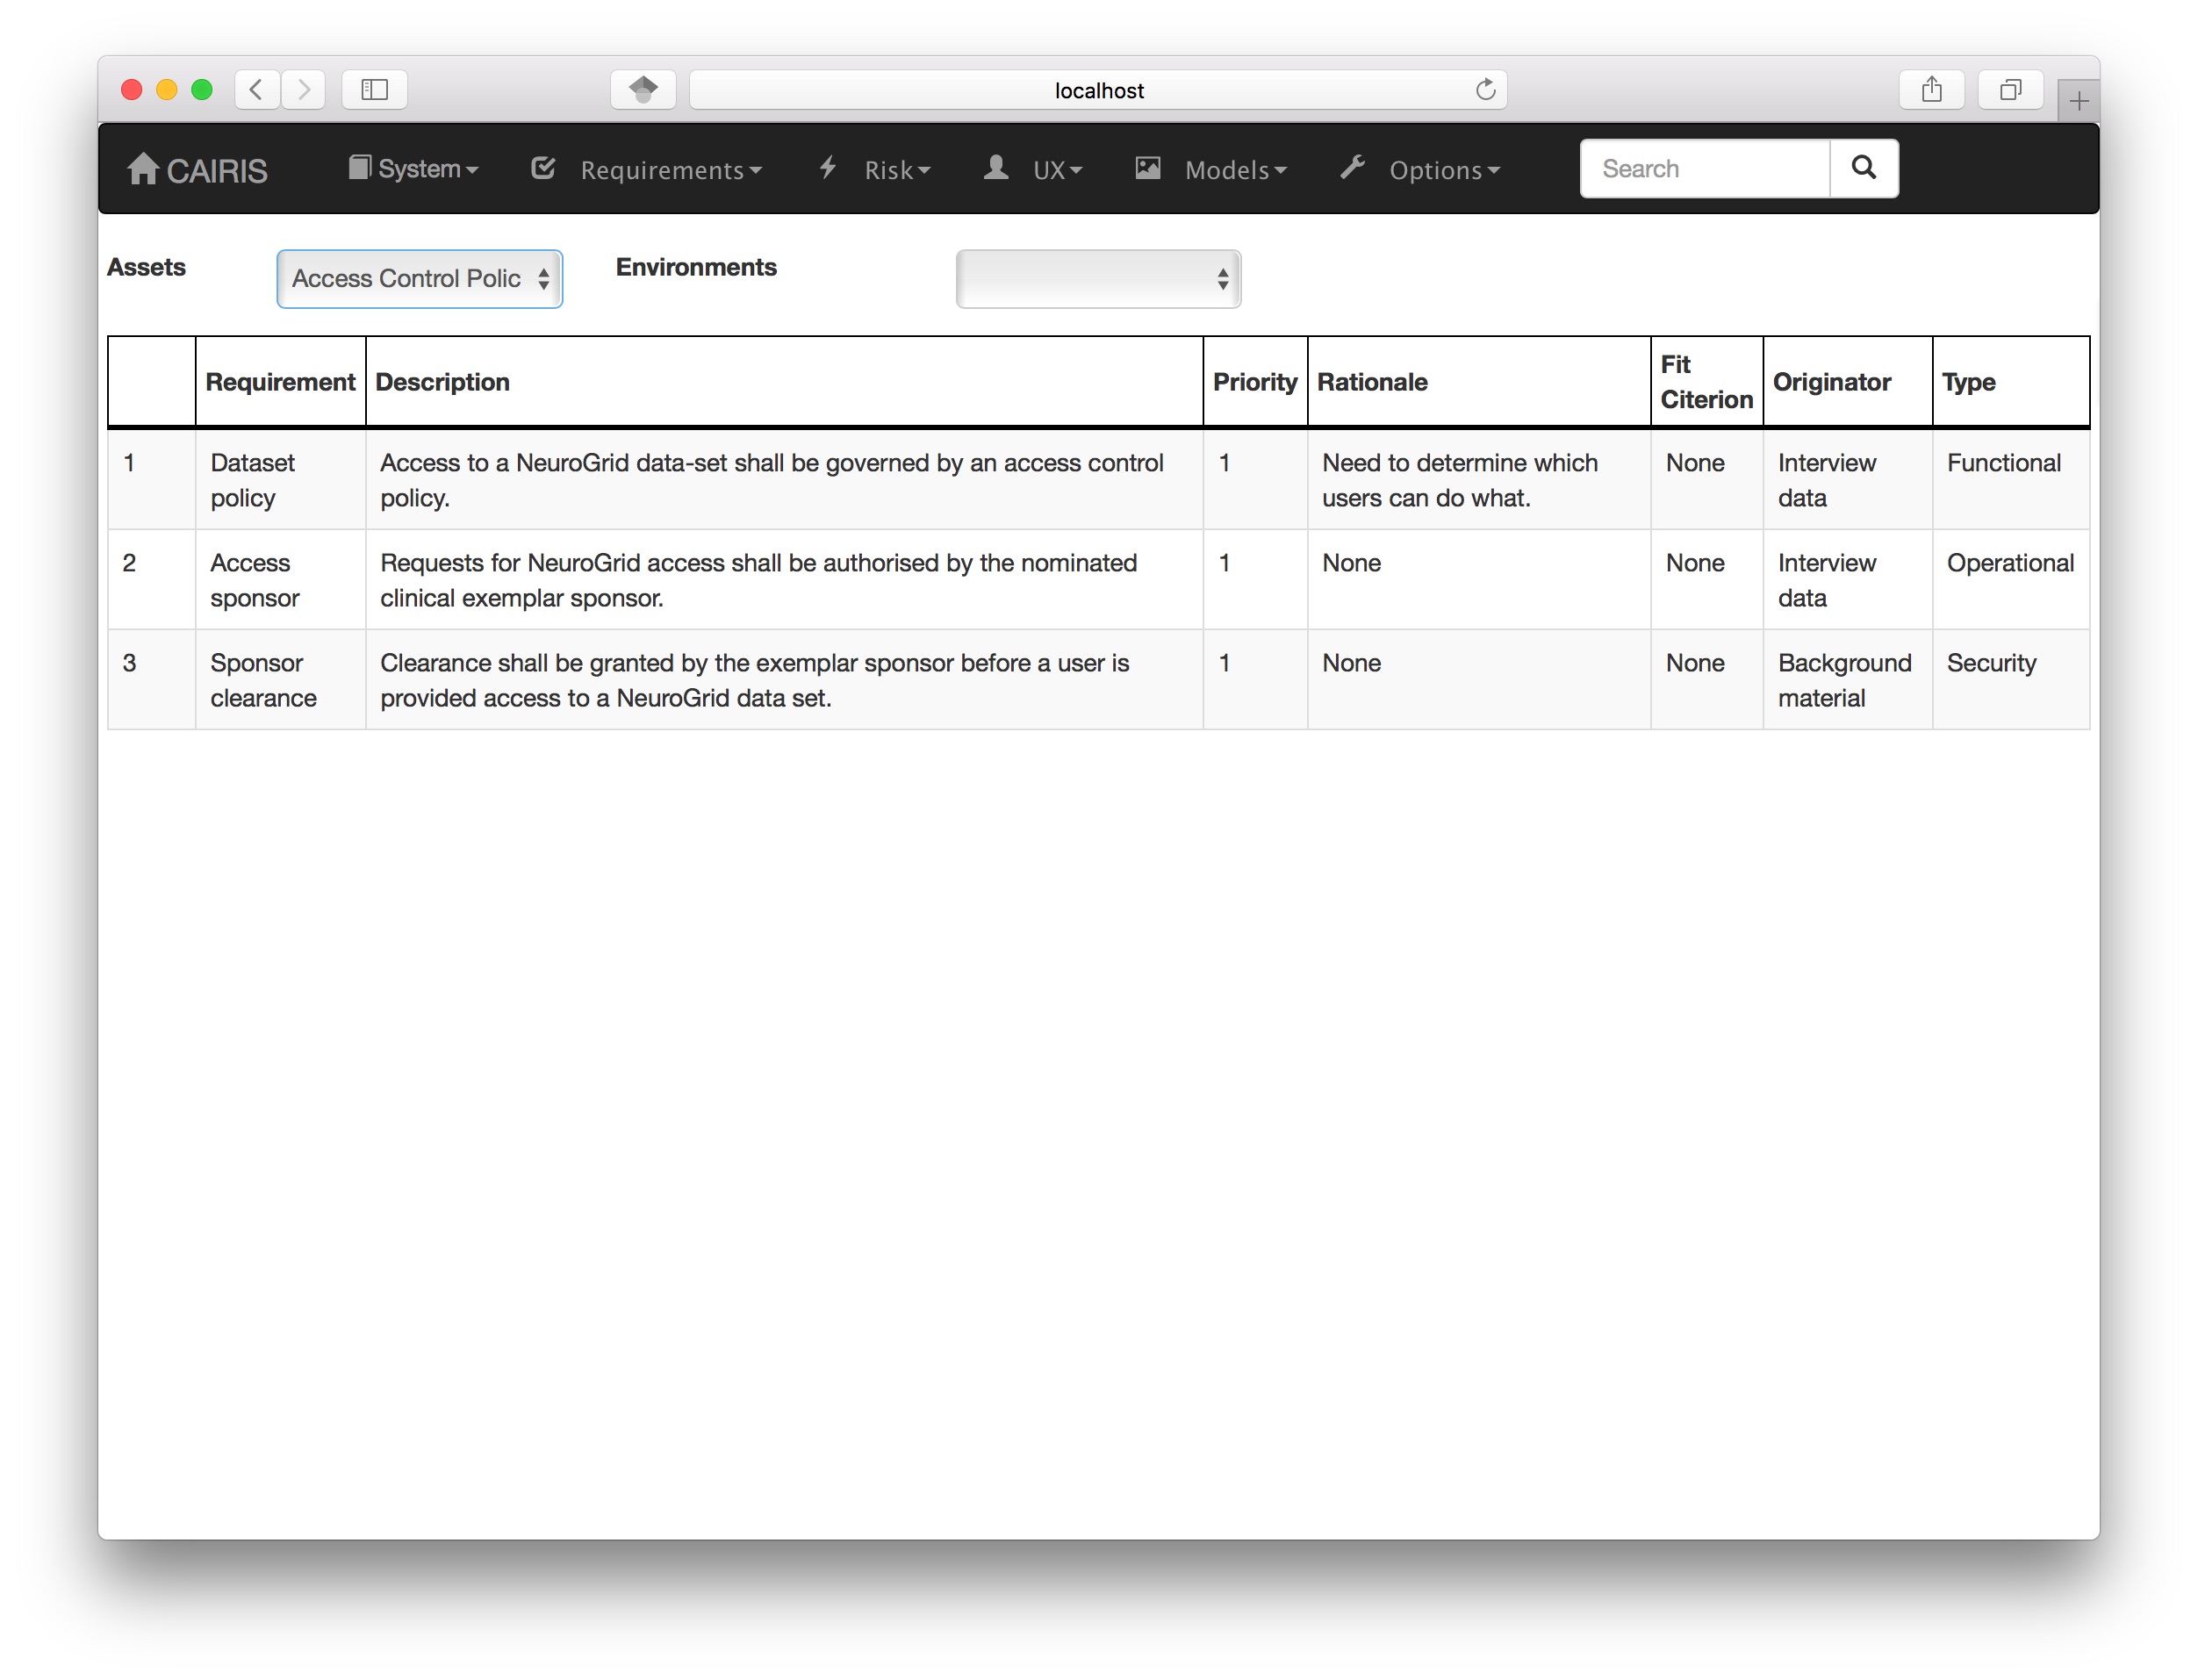 localhost
CAIRIS System Requirements Risk UX Models Options Search
Assets Access Control Polic Environments
Requirement Description Priority Rationale Fit Citerion Originator Type
1 Dataset policy Access to a NeuroGrid data-set shall be governed by an access control policy. 1 Need to determine which users can do what. None Interview data Functional
2 Access sponsor Requests for NeuroGrid access shall be authorised by the nominated clinical exemplar sponsor. 1 None None Interview data Operational
3 Sponsor clearance Clearance shall be granted by the exemplar sponsor before a user is provided access to a NeuroGrid data set. 1 None None Background material Security